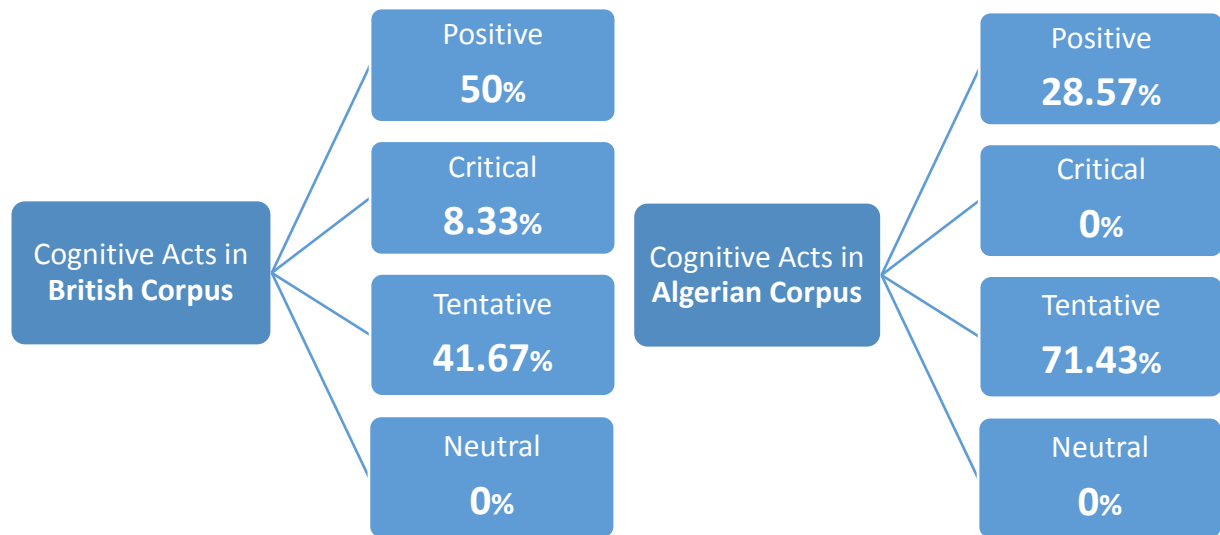 Cognitive Acts in
British Corpus
Positive
50%
Critical
8.33%
Tentative
41.67%
Neutral
0%
Cognitive Acts in
Algerian Corpus
Positive
28.57%
Critical
0%
Tentative
71.43%
Neutral
0%